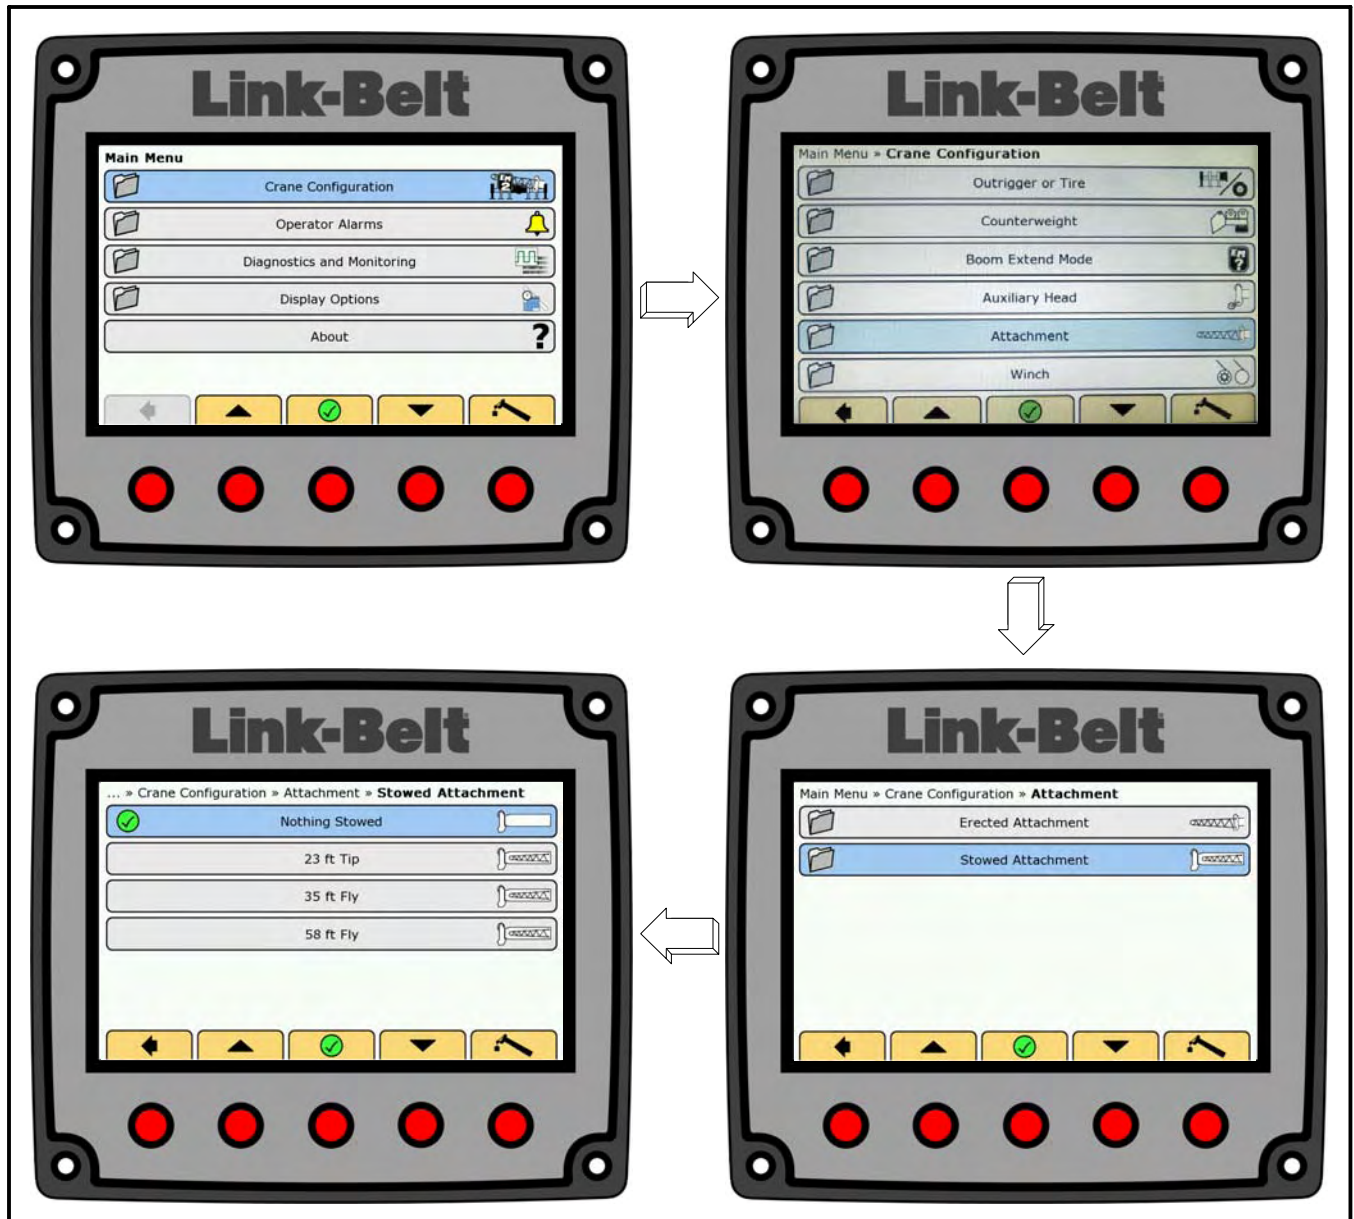 Link-Belt
Main Menu
Crane Configuration
Operator Alarms
Diagnostics and Monitoring
Display Options
About
?
Link-Belt
Main Menu » Crane Configuration
Outrigger or Tire
Counterweight
Boom Extend Mode
Auxiliary Head
Attachment
Winch
Link-Belt
Main Menu » Crane Configuration » Attachment
Erected Attachment
Stowed Attachment
Link-Belt
... » Crane Configuration » Attachment » Stowed Attachment
Nothing Stowed
23 ft Tip
35 ft Fly
58 ft Fly